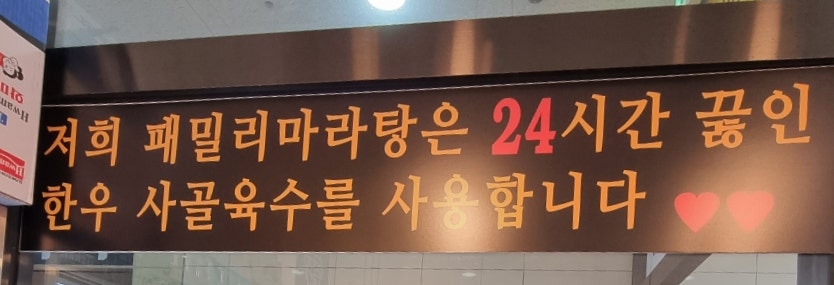 저희 패밀리마라탕은 24시간 끓인
한우 사골육수를 사용합니다